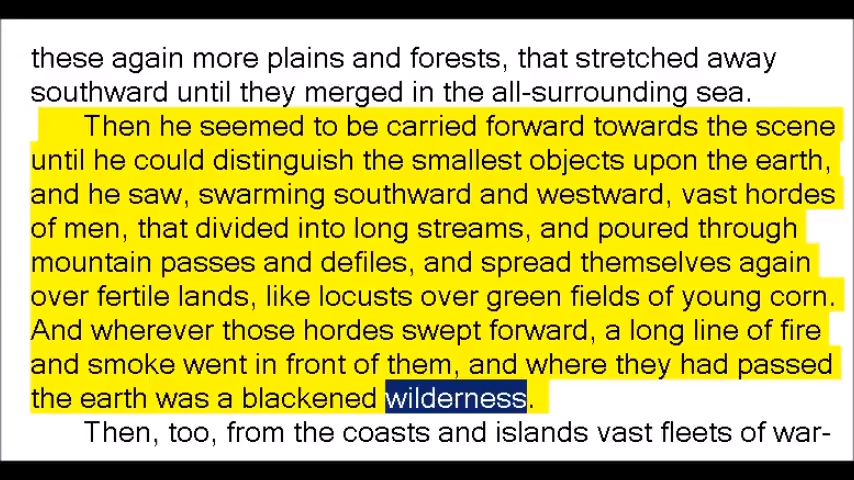 these again more plains and forests, that stretched away
southward until they merged in the all-surrounding sea.
Then he seemed to be carried forward towards the scene
until he could distinguish the smallest objects upon the earth,
and he saw, swarming southward and westward, vast hordes
of men, that divided into long streams, and poured through
mountain passes and defiles, and spread themselves again
over fertile lands, like locusts over green fields of young corn.
And wherever those hordes swept forward, a long line of fire
and smoke went in front of them, and where they had passed
the earth was a blackened wilderness.
Then, too, from the coasts and islands vast fleets of war-